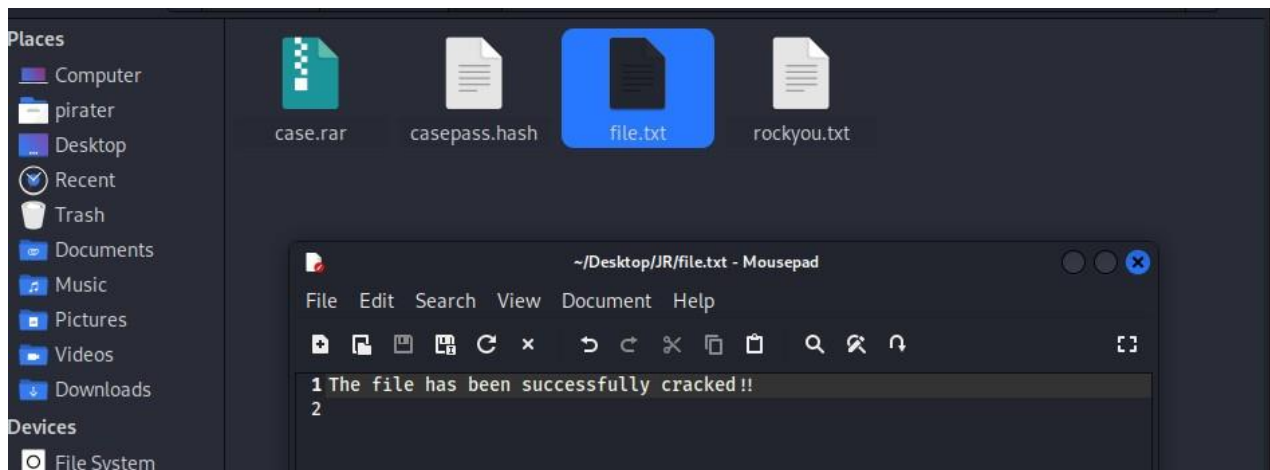 Places
Computer
pirater
Desktop
Recent
Trash
Documents
Music
Pictures
Videos
Downloads
Devices
File System
case.rar casepass.hash file.txt rockyou.txt
~/Desktop/JR/file.txt - Mousepad
File Edit Search View Document Help
1 The file has been successfully cracked!!
2